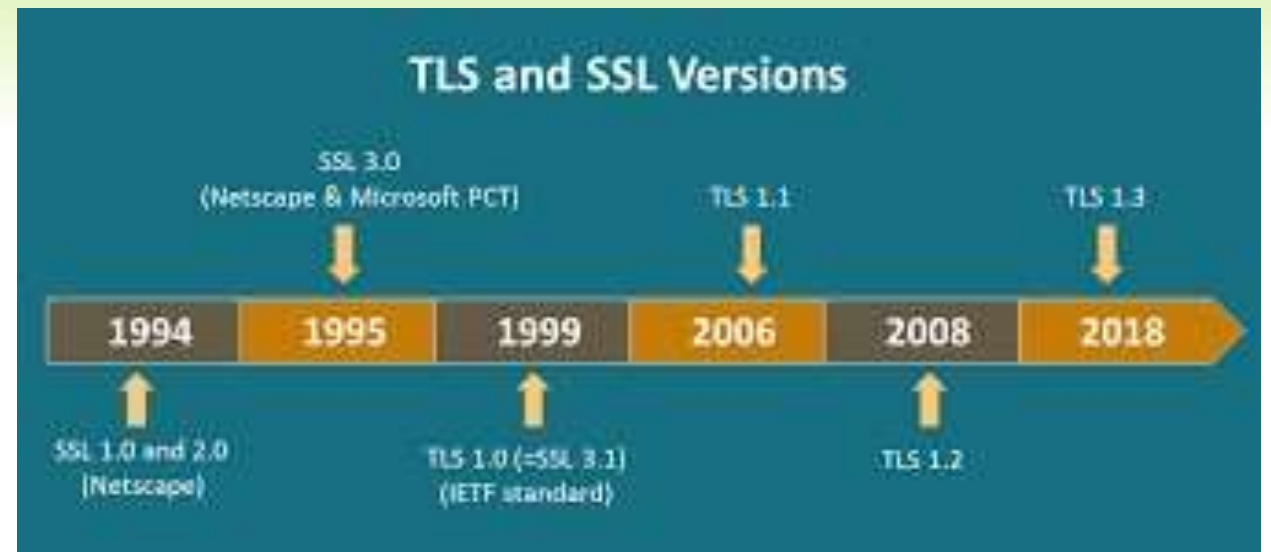 TLS and SSL Versions
SSL 3.0
(Netscape & Microsoft PCT)
TLS 1.1
TLS 1.3
1994
1995
1999
2006
2008
2018
SSL 1.0 and 2.0
(Netscape)
TLS 1.0 (=SSL 3.1)
(IETF standard)
TLS 1.2